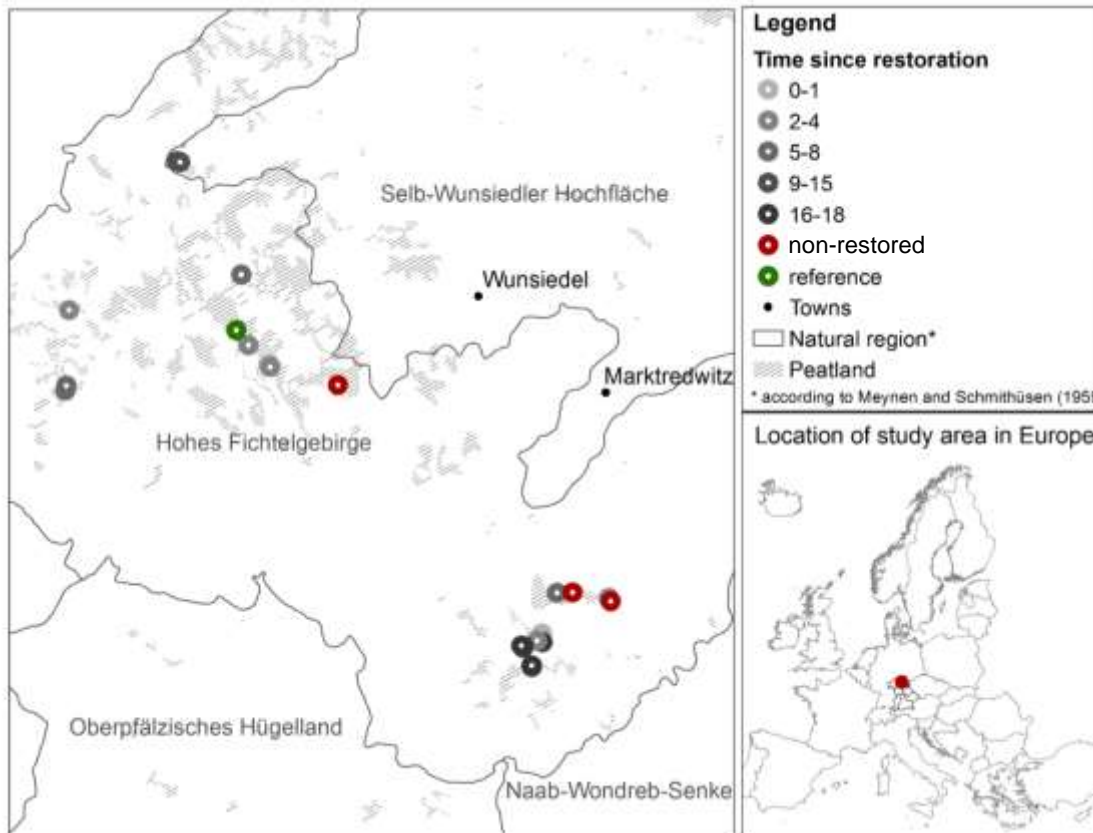 Selb-Wunsiedler Hochfläche
Wunsiedel
Marktredwitz
Hohes Fichtelgebirge
Oberpfälzisches Hügelland
Naab-Wondreb-Senke
Legend
Time since restoration
0-1
2-4
5-8
9-15
16-18
non-restored
reference
Towns
Natural region*
Peatland
* according to Meynen and Schmithüsen (195
Location of study area in Europe